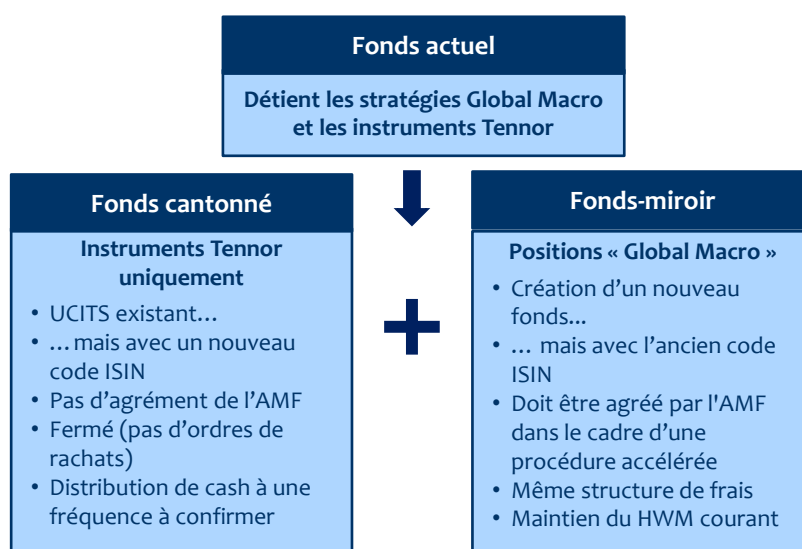 Fonds actuel
Détient les stratégies Global Macro
et les instruments Tennor
Fonds cantonné
Instruments Tennor
uniquement
• UCITS existant…
• …mais avec un nouveau
code ISIN
• Pas d’agrément de l’AMF
• Fermé (pas d’ordres de
rachats)
• Distribution de cash à une
fréquence à confirmer
Fonds-miroir
Positions « Global Macro »
• Création d’un nouveau
fonds...
• ... mais avec l’ancien code
ISIN
• Doit être agréé par l'AMF
dans le cadre d’une
procédure accélérée
• Même structure de frais
• Maintien du HWM courant